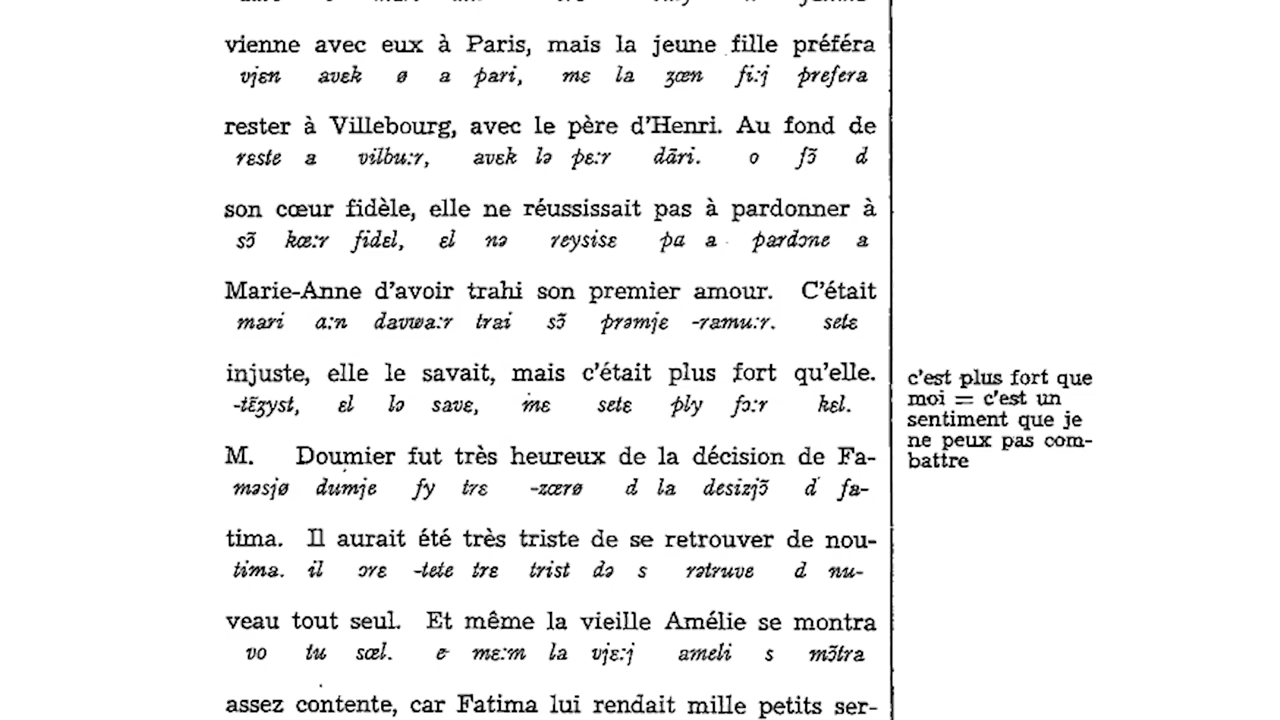 vienne avec eux à Paris, mais la jeune fille préféra
vjɛn avɛk ø a pari, mɛ la ʒœn fi:j prefera
rester à Villebourg, avec le père d'Henri. Au fond de
rɛste a vilbu:r, avɛk lə pɛ:r dɑ̃ri. o fɔ̃ d
son cœur fidèle, elle ne réussissait pas à pardonner à
sɔ̃ kœ:r fidɛl, ɛl nə reysisɛ pɑ a pardɔne a
Marie-Anne d'avoir trahi son premier amour. C'était
mari a:n davwa:r trai sɔ̃ prəmje -ramu:r. setɛ
injuste, elle le savait, mais c'était plus fort qu'elle.
-tɛ̃ʒyst, ɛl lə savɛ, mɛ setɛ ply fɔ:r kɛl.
c'est plus fort que
moi = c'est un
sentiment que je
ne peux pas com-
battre
M. Doumier fut très heureux de la décision de Fa-
məsjø dumje fy trɛ -zœrø d la desizjɔ̃ d fa-
tima. Il aurait été très triste de se retrouver de nou-
tima. il ɔrɛ -tete trɛ trist də s rətruve d nu-
veau tout seul. Et même la vieille Amélie se montra
vo tu sœl. e mɛ:m la vjɛ:j ameli s mɔ̃tra
assez contente, car Fatima lui rendait mille petits ser-